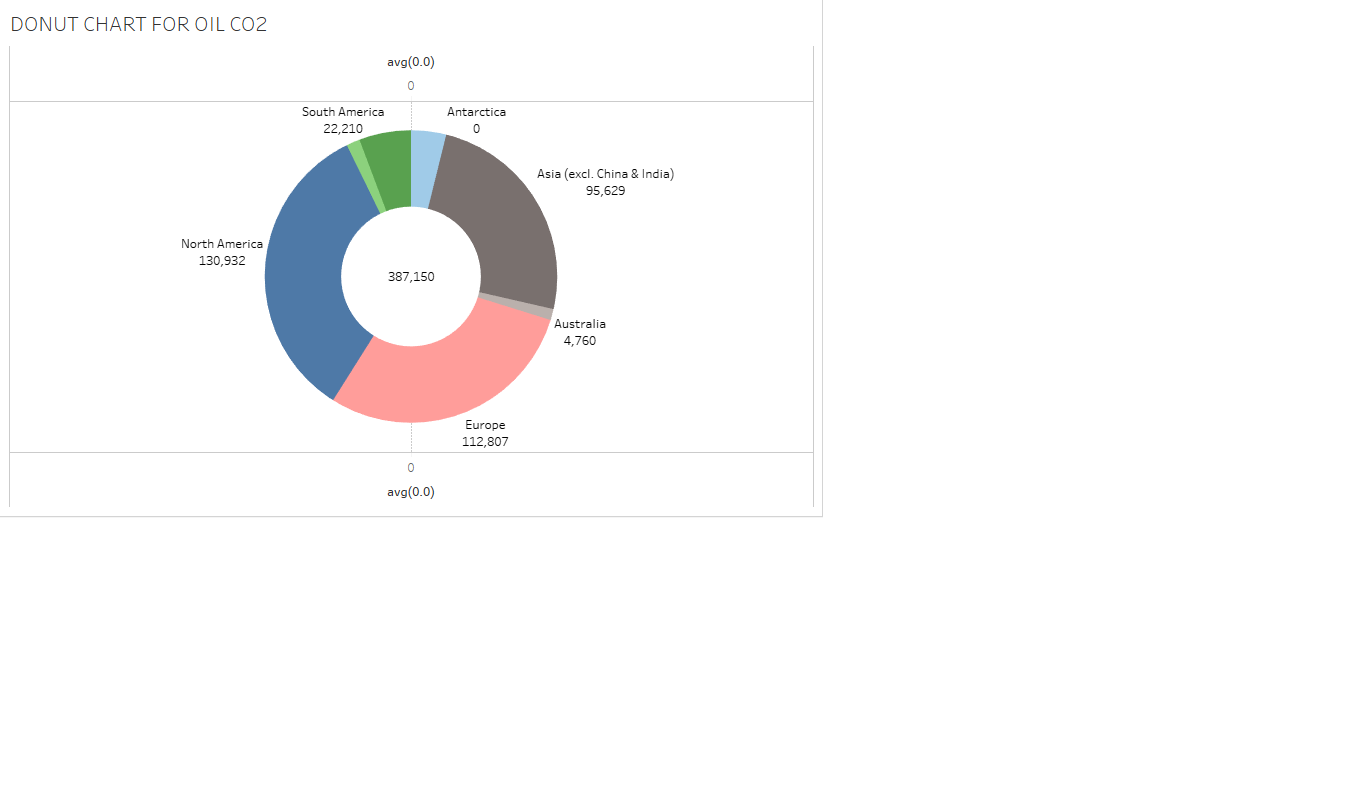 DONUT CHART FOR OIL CO2
avg(0.0)
0
South America
22,210
Antarctica
0
Asia (excl. China & India)
95,629
North America
130,932
387,150
Australia
4,760
Europe
112,807
0
avg(0.0)